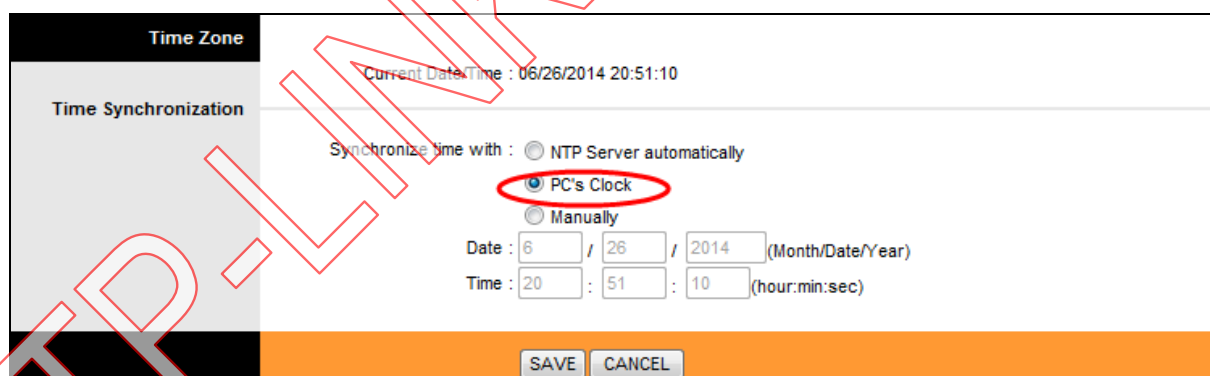 Time Zone
Current Date/Time : 06/26/2014 20:51:10
Time Synchronization
Synchronize time with : NTP Server automatically
PC's Clock
Manually
Date : 6 / 26 / 2014 (Month/Date/Year)
Time : 20 : 51 : 10 (hour:min:sec)
SAVE CANCEL
TP-LINK